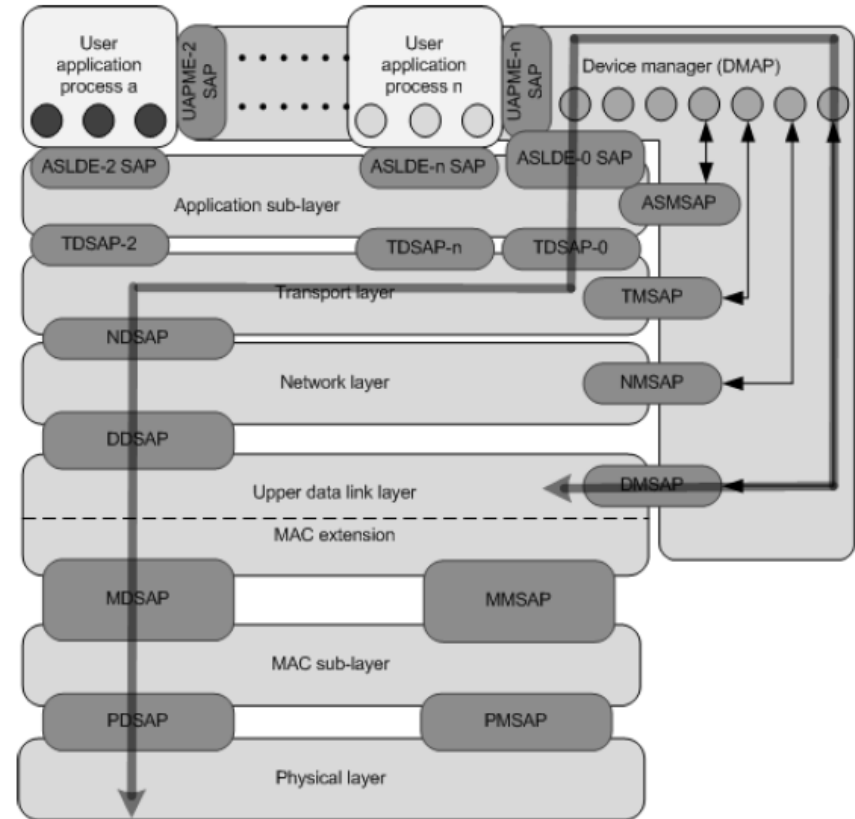 User
application
process a
UAPME-2
SAP
User
application
process n
UAPME-n
SAP
Device manager (DMAP)
ASLDE-2 SAP
ASLDE-n SAP
ASLDE-0 SAP
Application sub-layer
ASMSAP
TDSAP-2
TDSAP-n
TDSAP-0
Transport layer
TMSAP
NDSAP
Network layer
NMSAP
DDSAP
Upper data link layer
DMSAP
MAC extension
MDSAP
MMSAP
MAC sub-layer
PDSAP
PMSAP
Physical layer